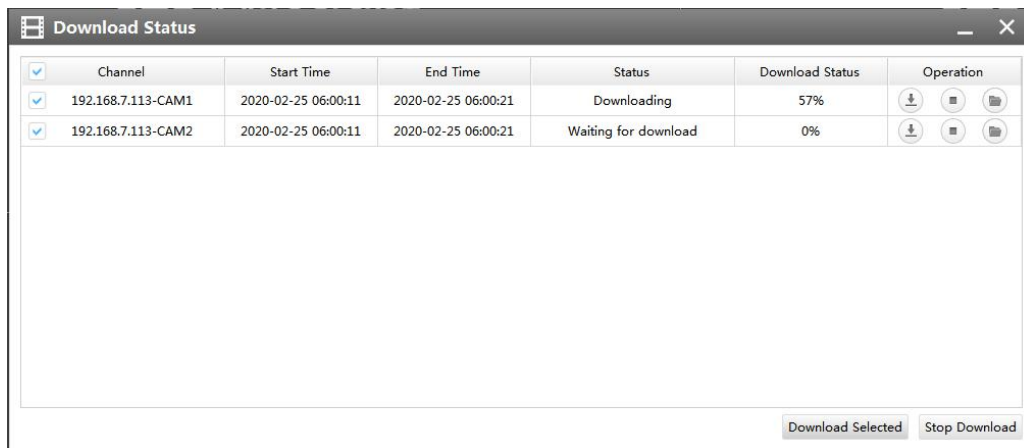 Download Status
Channel Start Time End Time Status Download Status Operation
192.168.7.113-CAM1 2020-02-25 06:00:11 2020-02-25 06:00:21 Downloading 57%
192.168.7.113-CAM2 2020-02-25 06:00:11 2020-02-25 06:00:21 Waiting for download 0%
Download Selected Stop Download